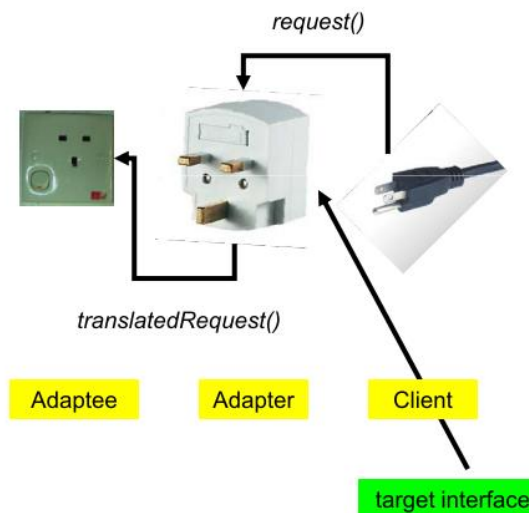 request()
translatedRequest()
Adaptee
Adapter
Client
target interface